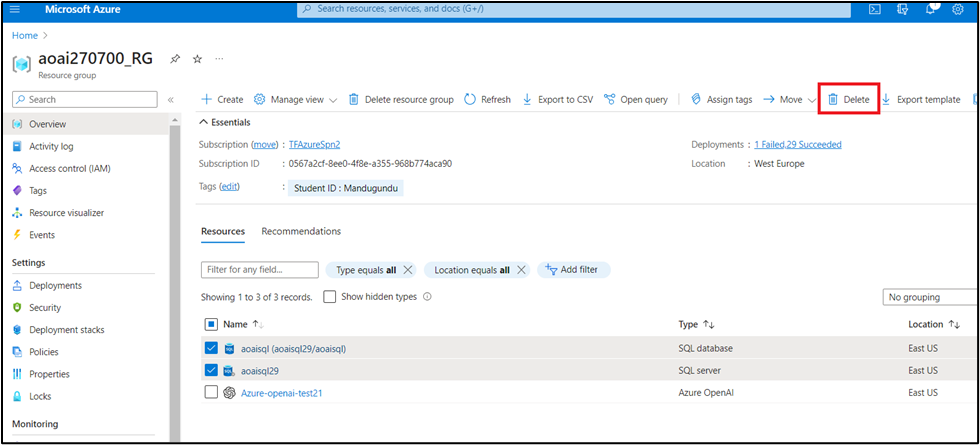 Microsoft Azure
Search resources, services, and docs (G+/)
1
Home
aoai270700_RG
Resource group
Search
«
Create
Manage view
Delete resource group
Refresh
Export to CSV
Open query
Assign tags
Move
Delete
Export template
Overview
Activity log
Access control (IAM)
Tags
Resource visualizer
Events
Settings
Deployments
Security
Deployment stacks
Policies
Properties
Locks
Monitoring
Essentials
Subscription (move) : TFAzureSpn2
Deployments : 1 Failed,29 Succeeded
Subscription ID : 0567a2cf-8ee0-4f8e-a355-968b774aca90
Location : West Europe
Tags (edit) : Student ID : Mandugundu
Resources Recommendations
Filter for any field...
Type equals all
Location equals all
Add filter
Showing 1 to 3 of 3 records.
Show hidden types
No grouping
Name Type Location
aoaisql (aoaisql29/aoaisql) SQL database East US
aoaisql29 SQL server East US
Azure-openai-test21 Azure OpenAI East US